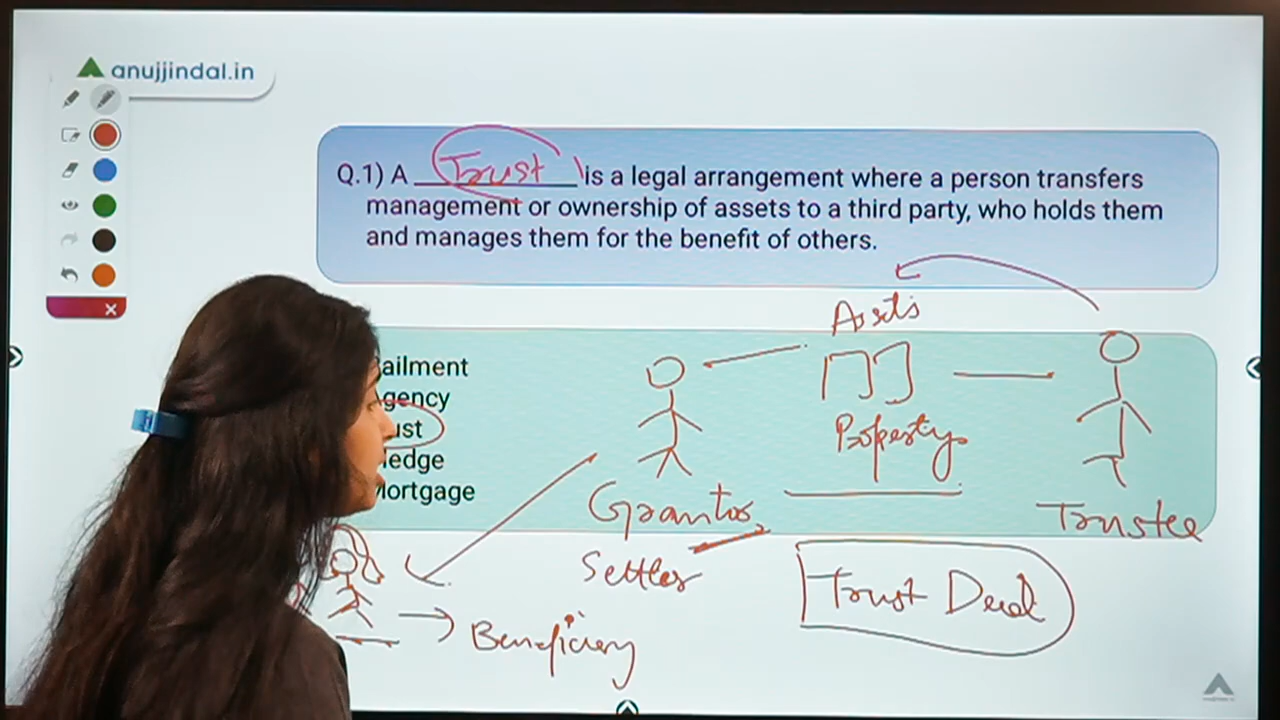 anujjindal.in
Q.1) A Trust is a legal arrangement where a person transfers
management or ownership of assets to a third party, who holds them
and manages them for the benefit of others.
Assets
ailment
gency
ust
ledge
Mortgage
Property
Grantor
Trustee
Settler
Trust Deed
Beneficiary